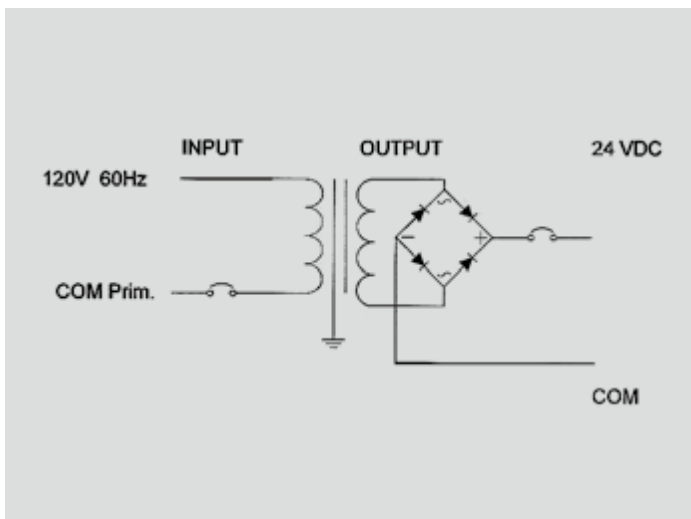 INPUT OUTPUT 24 VDC
120V 60Hz
~
- +
~
COM Prim.
COM